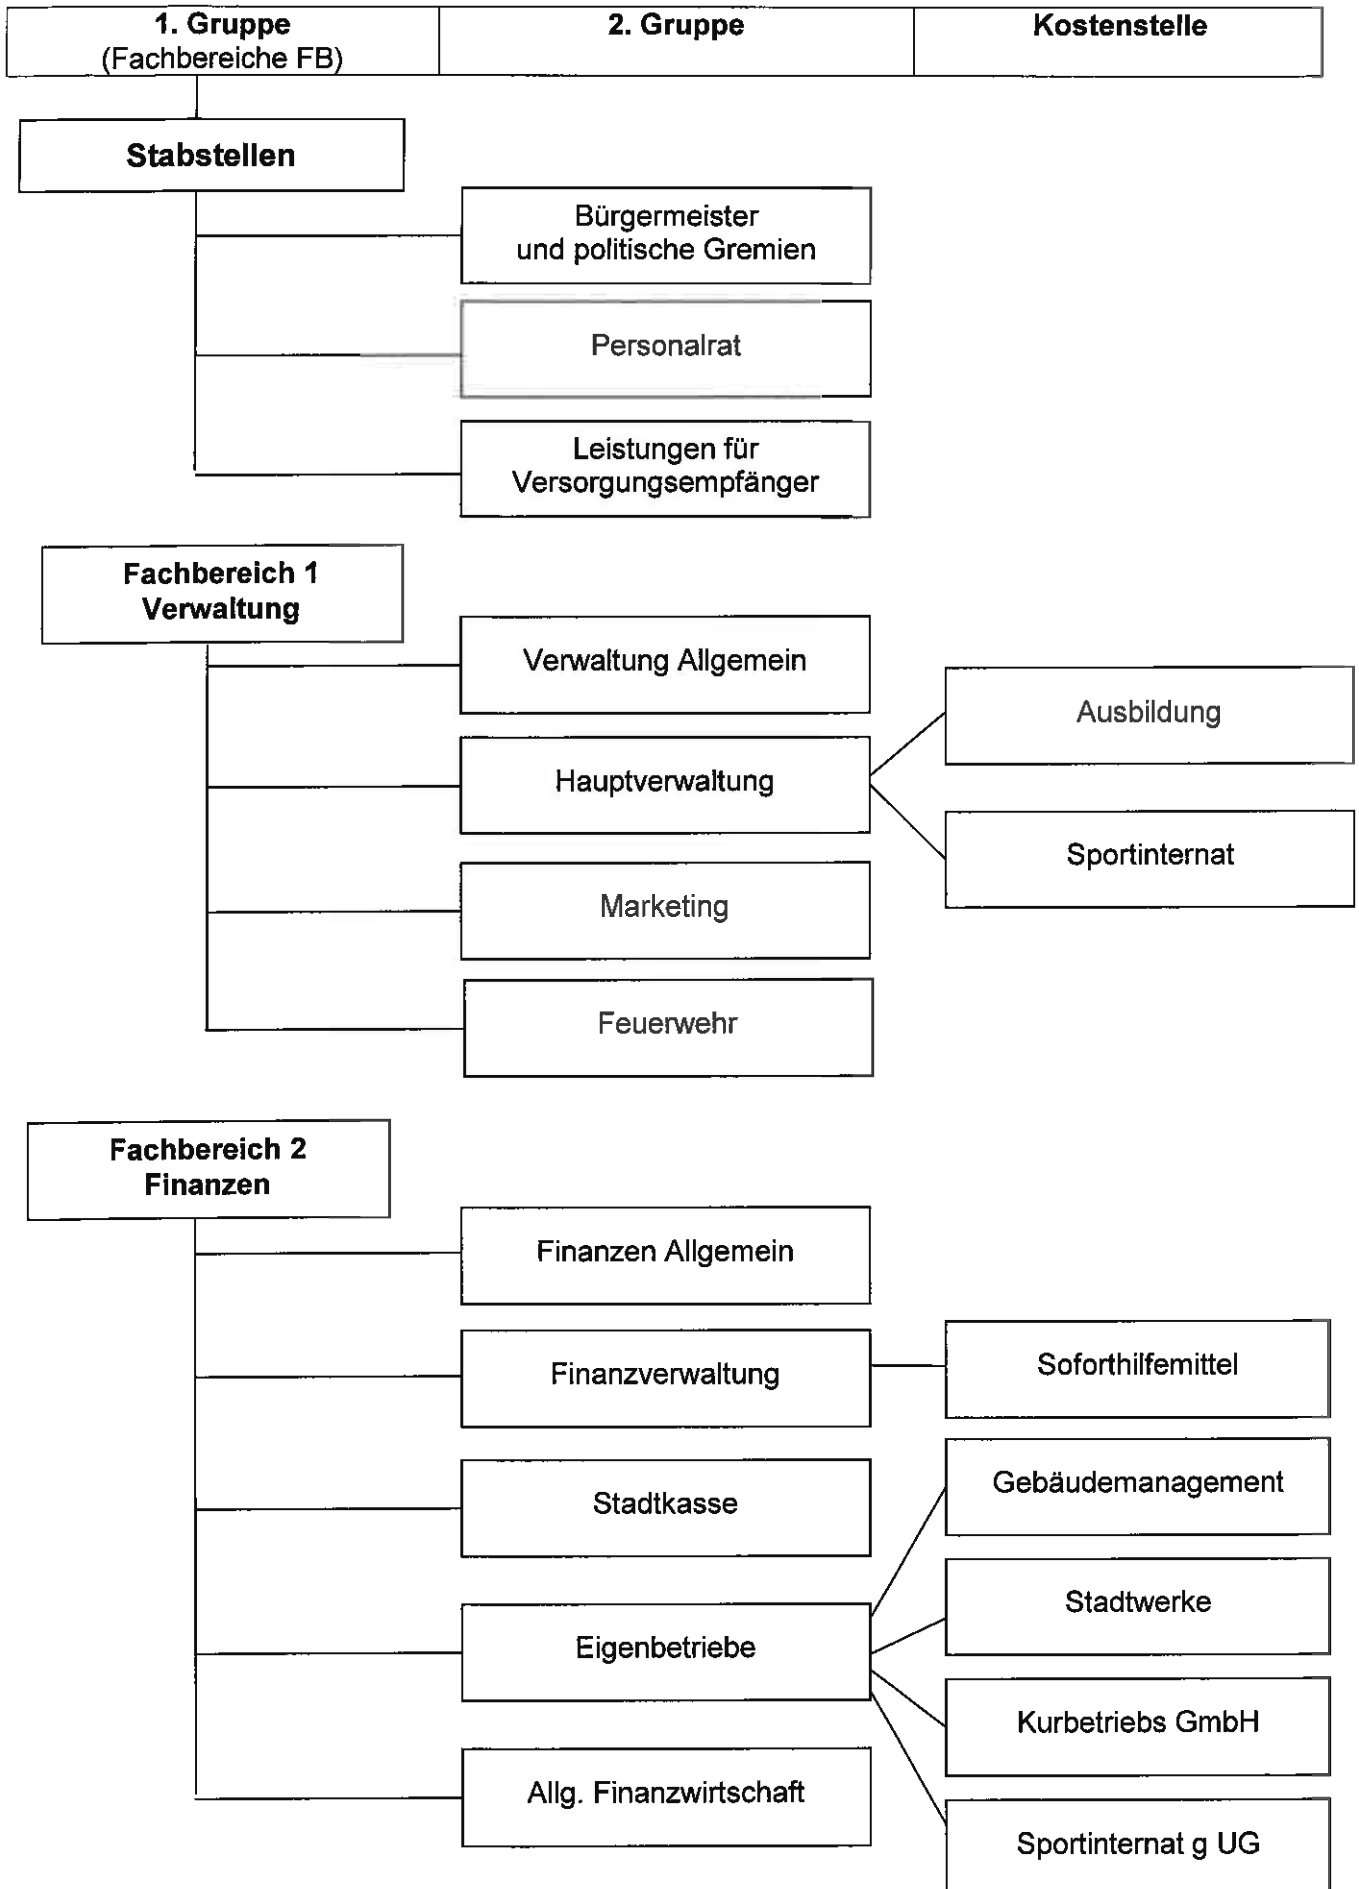 1. Gruppe
(Fachbereiche FB)
2. Gruppe
Kostenstelle
Stabstellen
Bürgermeister
und politische Gremien
Personalrat
Leistungen für
Versorgungsempfänger
Fachbereich 1
Verwaltung
Verwaltung Allgemein
Ausbildung
Hauptverwaltung
Sportinternat
Marketing
Feuerwehr
Fachbereich 2
Finanzen
Finanzen Allgemein
Finanzverwaltung
Soforthilfemittel
Gebäudemanagement
Stadtkasse
Stadtwerke
Eigenbetriebe
Kurbetriebs GmbH
Allg. Finanzwirtschaft
Sportinternat g UG